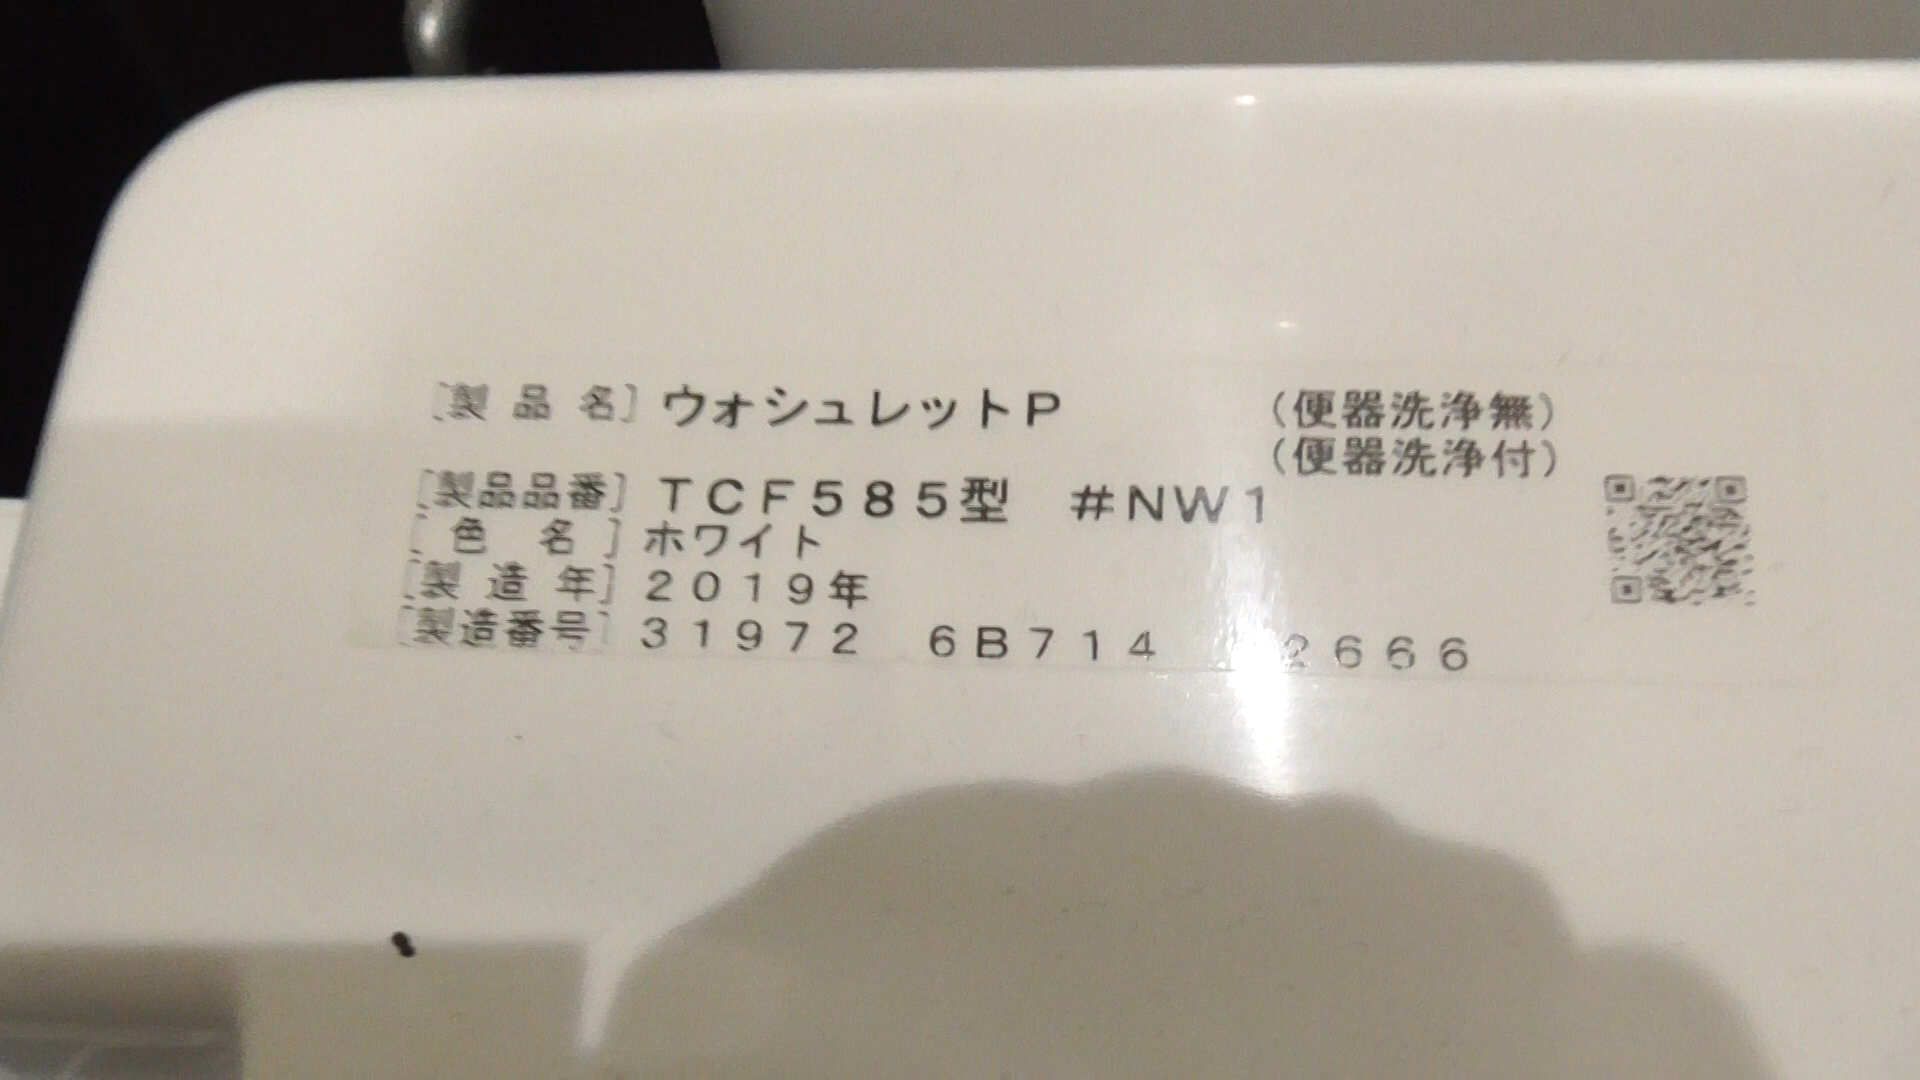 [製品名] ウォシュレットP (便器洗浄無)
(便器洗浄付)
[製品品番] TCF585型 #NW1
[色名] ホワイト
[製造年] 2019年
[製造番号] 31972 6B714 2666